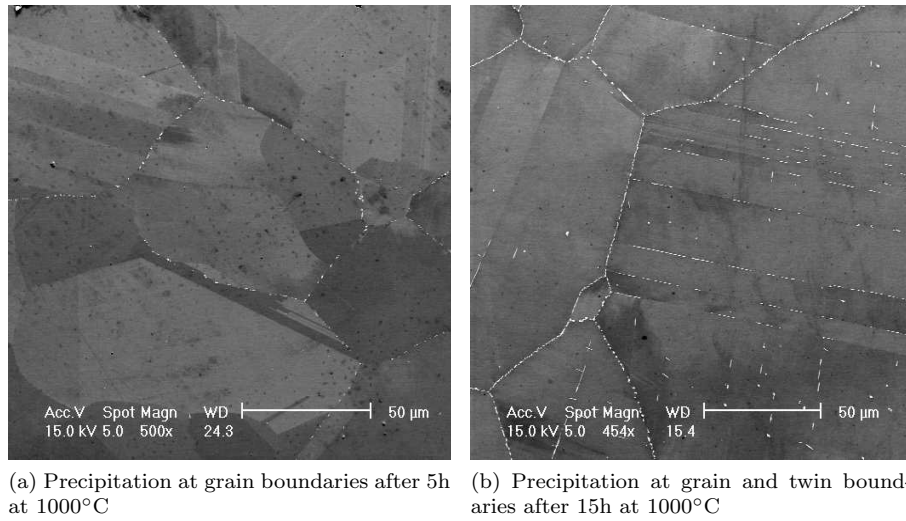 Acc.V Spot Magn WD 50 µm
15.0 kV 5.0 500x 24.3
Acc.V Spot Magn WD 50 µm
15.0 kV 5.0 454x 15.4
(a) Precipitation at grain boundaries after 5h
at 1000°C
(b) Precipitation at grain and twin bound-
aries after 15h at 1000°C